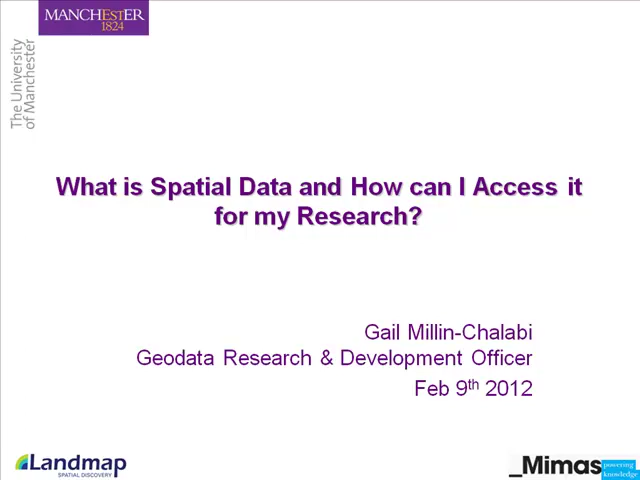 MANCHESTER
1824
The University
of Manchester
What is Spatial Data and How can I Access it
for my Research?
Gail Millin-Chalabi
Geodata Research & Development Officer
Feb 9th 2012
Landmap
SPATIAL DISCOVERY
_Mimas
powering
knowledge